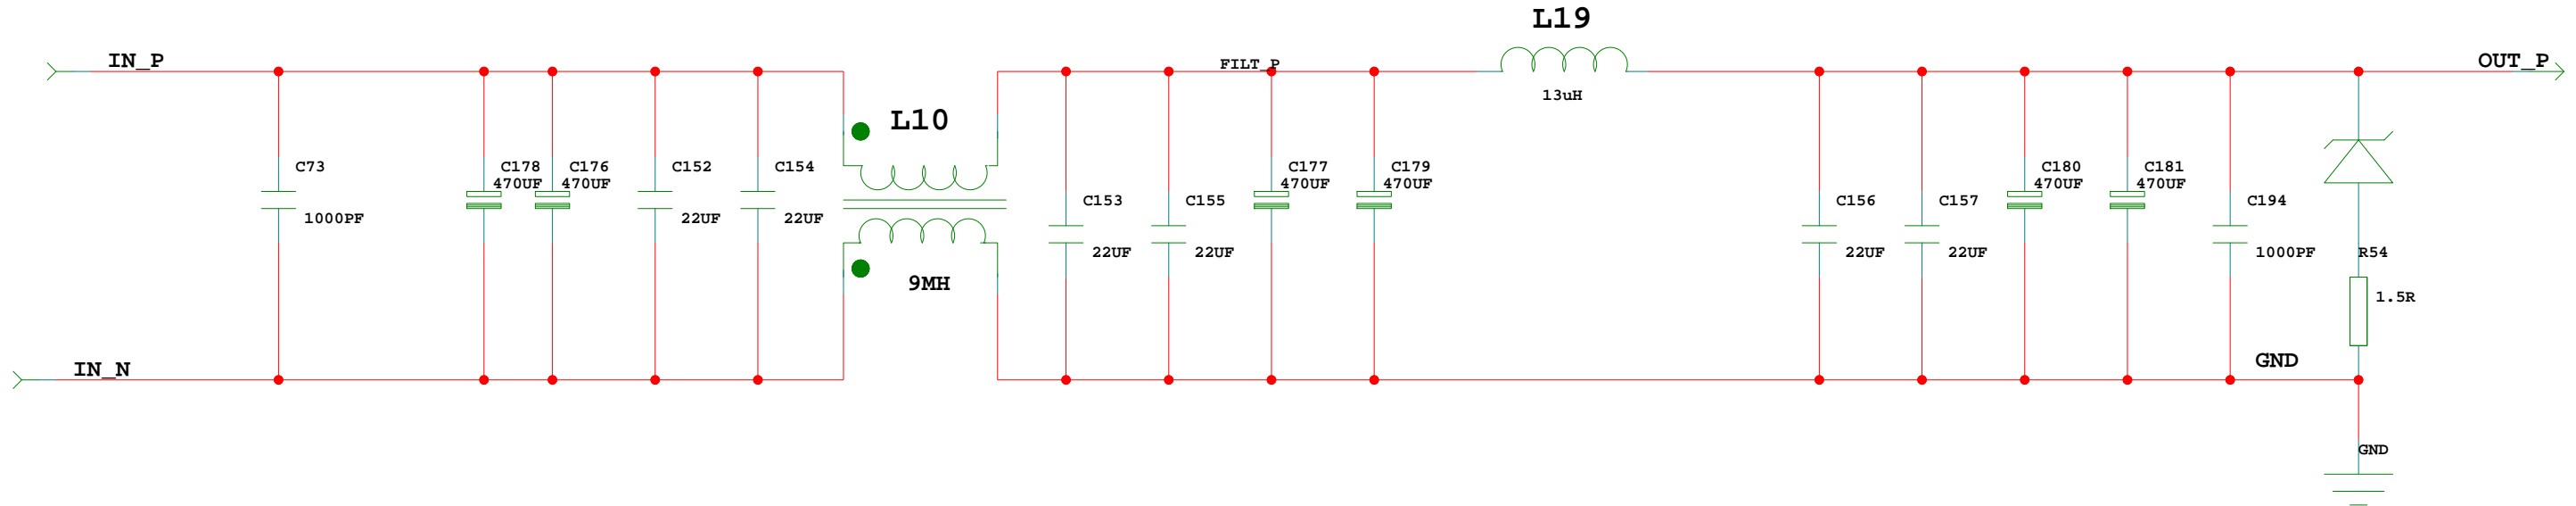 L19
IN_P
FILT_P
OUT_P
13uH
L10
C73
1000PF
C178
470UF
C176
470UF
C152
22UF
C154
22UF
9MH
C153
22UF
C155
22UF
C177
470UF
C179
470UF
C156
22UF
C157
22UF
C180
470UF
C181
470UF
C194
1000PF
R54
1.5R
IN_N
GND
GND